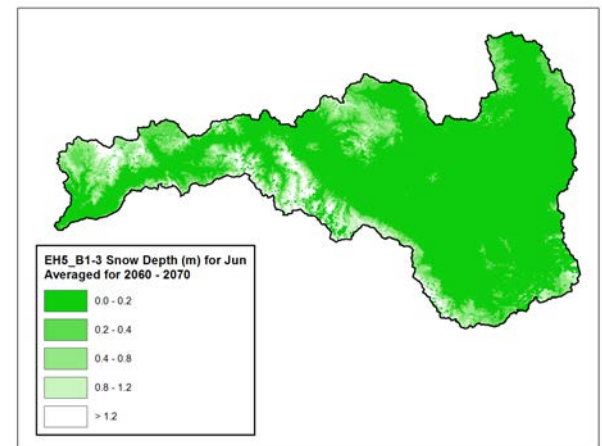 EH5_B1-3 Snow Depth (m) for Jun
Averaged for 2060 - 2070
0.0 - 0.2
0.2 - 0.4
0.4 - 0.8
0.8 - 1.2
> 1.2